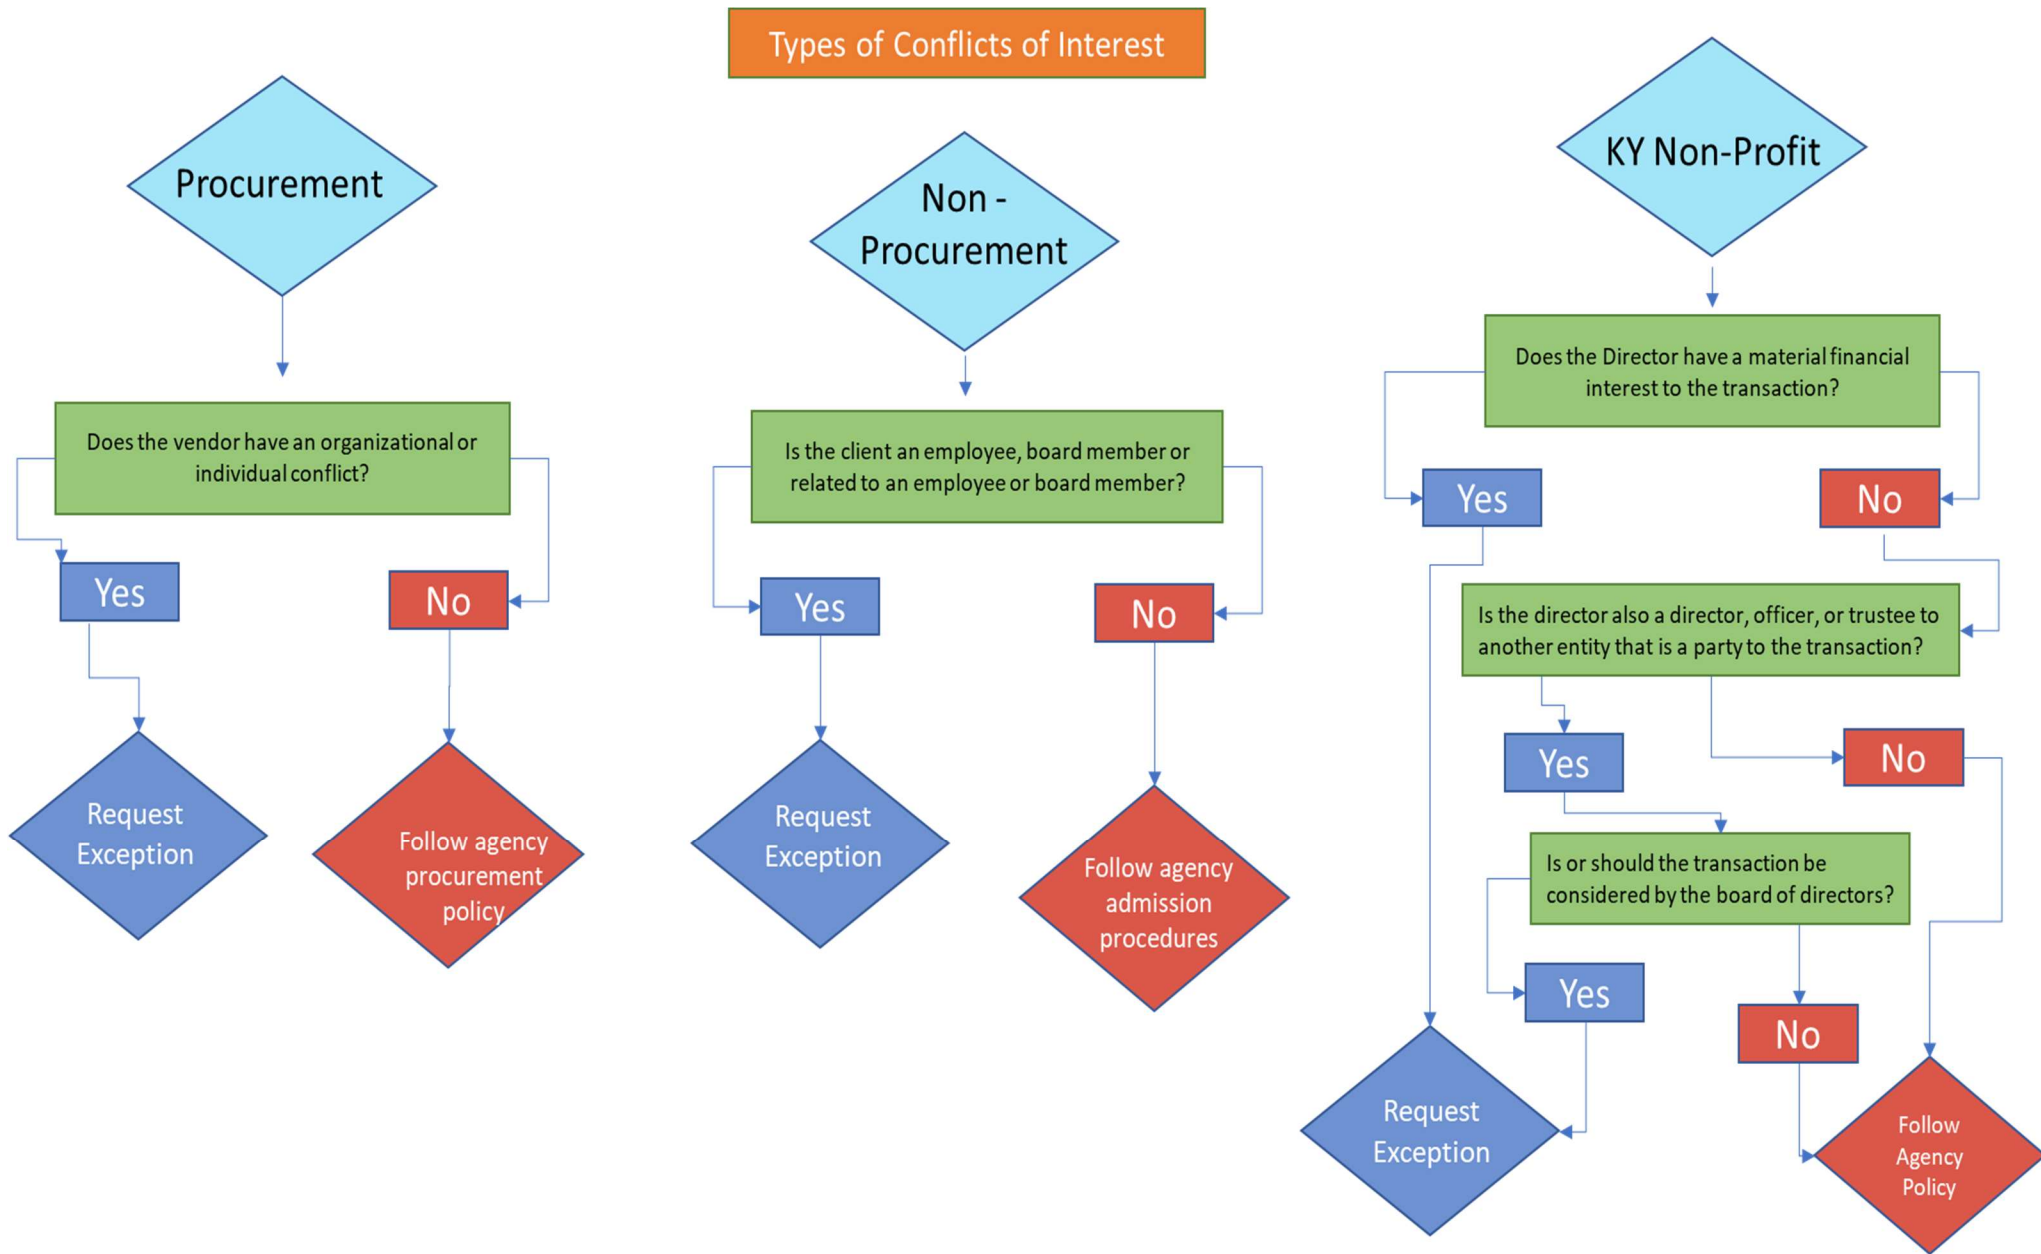 Types of Conflicts of Interest
Procurement
Does the vendor have an organizational or
individual conflict?
Yes
No
Request
Exception
Follow agency
procurement
policy
Non -
Procurement
Is the client an employee, board member or
related to an employee or board member?
Yes
No
Request
Exception
Follow agency
admission
procedures
KY Non-Profit
Does the Director have a material financial
interest to the transaction?
Yes
No
Is the director also a director, officer, or trustee to
another entity that is a party to the transaction?
Yes
No
Is or should the transaction be
considered by the board of directors?
Yes
No
Request
Exception
Follow
Agency
Policy